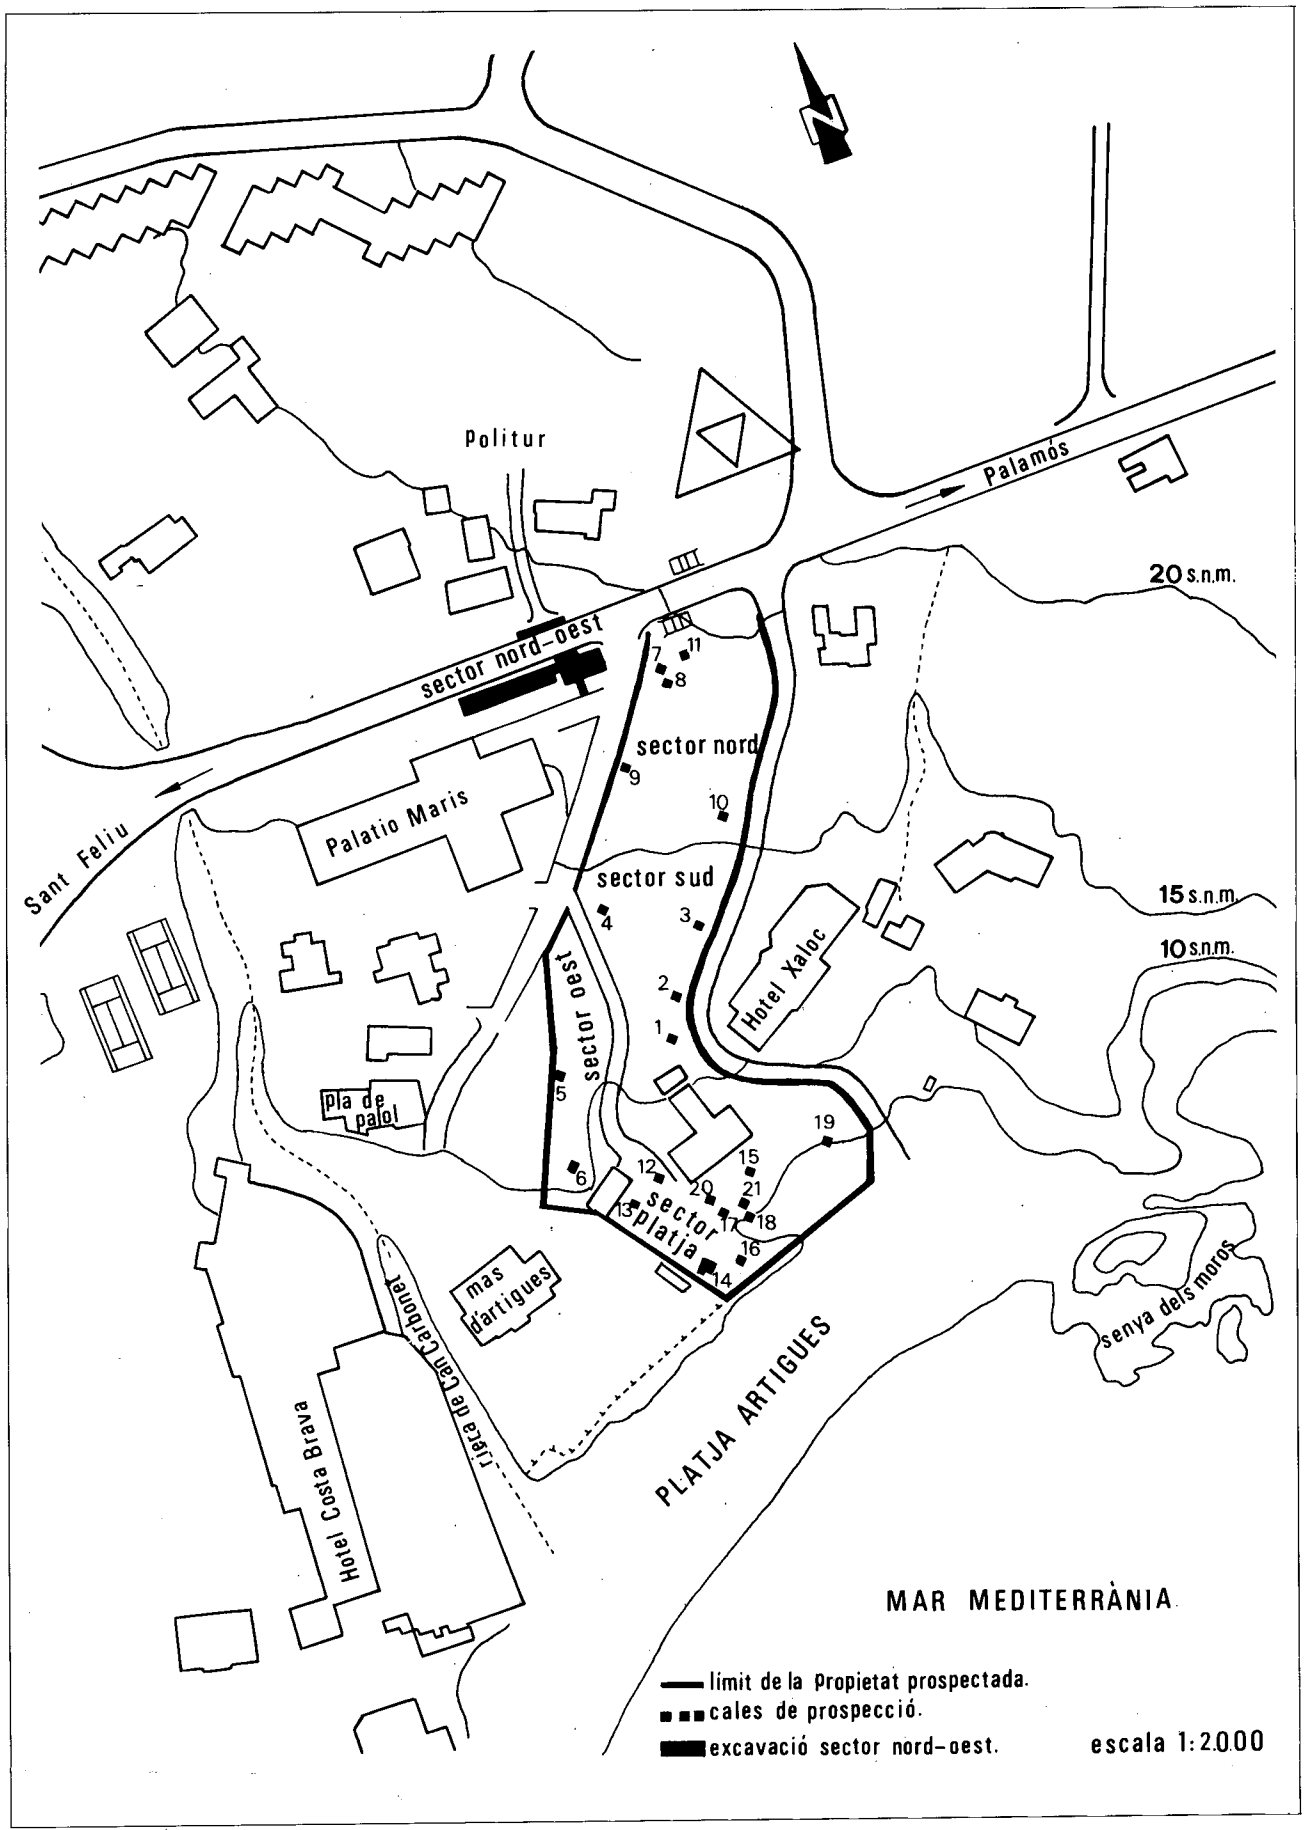 N
Politur
Palamós
20 s.n.m.
sector nord-oest
7
11
8
sector nord
9
10
Palatio Maris
Sant Feliu
sector sud
15 s.n.m.
4
3
10 s.n.m.
Hotel Xaloc
sector oest
2
1
5
pla de
palol
19
6
12
15
13
20
21
17
18
sector
platja
16
14
mas
d'artigues
senya dels moros
riera de Can Carbonet
PLATJA ARTIGUES
Hotel Costa Brava
MAR MEDITERRÀNIA
límit de la Propietat prospectada.
cales de prospecció.
excavació sector nord-oest.
escala 1:2.000